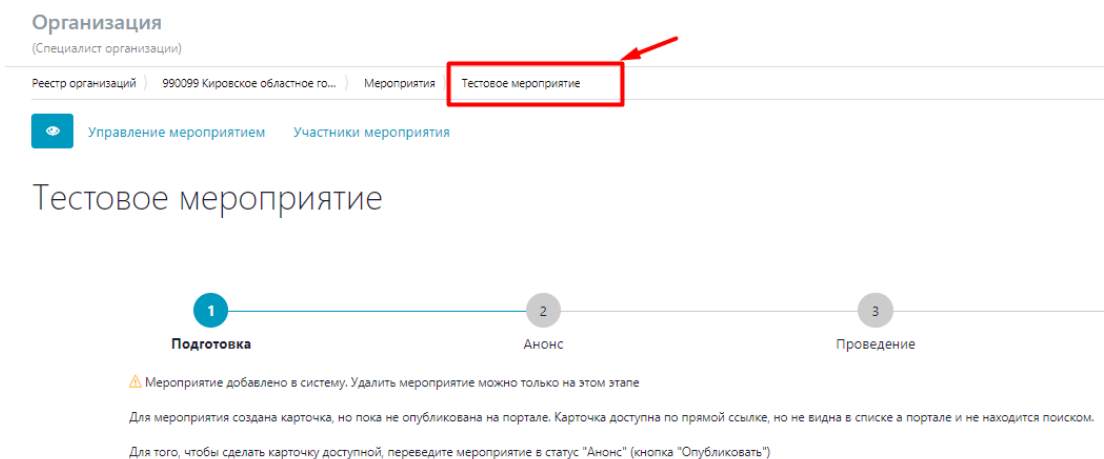 Организация
(Специалист организации)
Реестр организаций 990099 Кировское областное го... Мероприятия Тестовое мероприятие
Управление мероприятием Участники мероприятия
Тестовое мероприятие
1 2 3
Подготовка Анонс Проведение
Мероприятие добавлено в систему. Удалить мероприятие можно только на этом этапе
Для мероприятия создана карточка, но пока не опубликована на портале. Карточка доступна по прямой ссылке, но не видна в списке а портале и не находится поиском.
Для того, чтобы сделать карточку доступной, переведите мероприятие в статус "Анонс" (кнопка "Опубликовать")